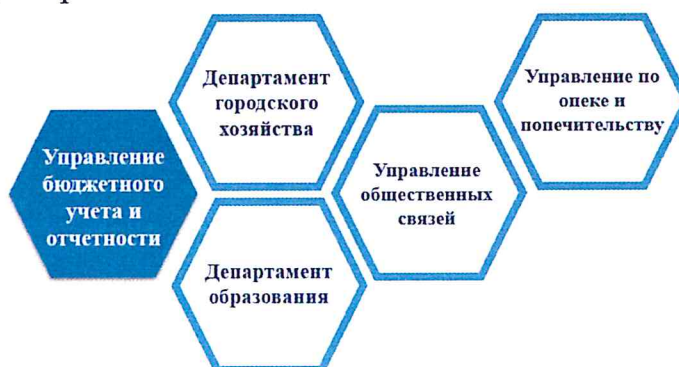 Управление
бюджетного
учета и
отчетности
Департамент
городского
хозяйства
Департамент
образования
Управление
общественных
связей
Управление по
опеке и
попечительству